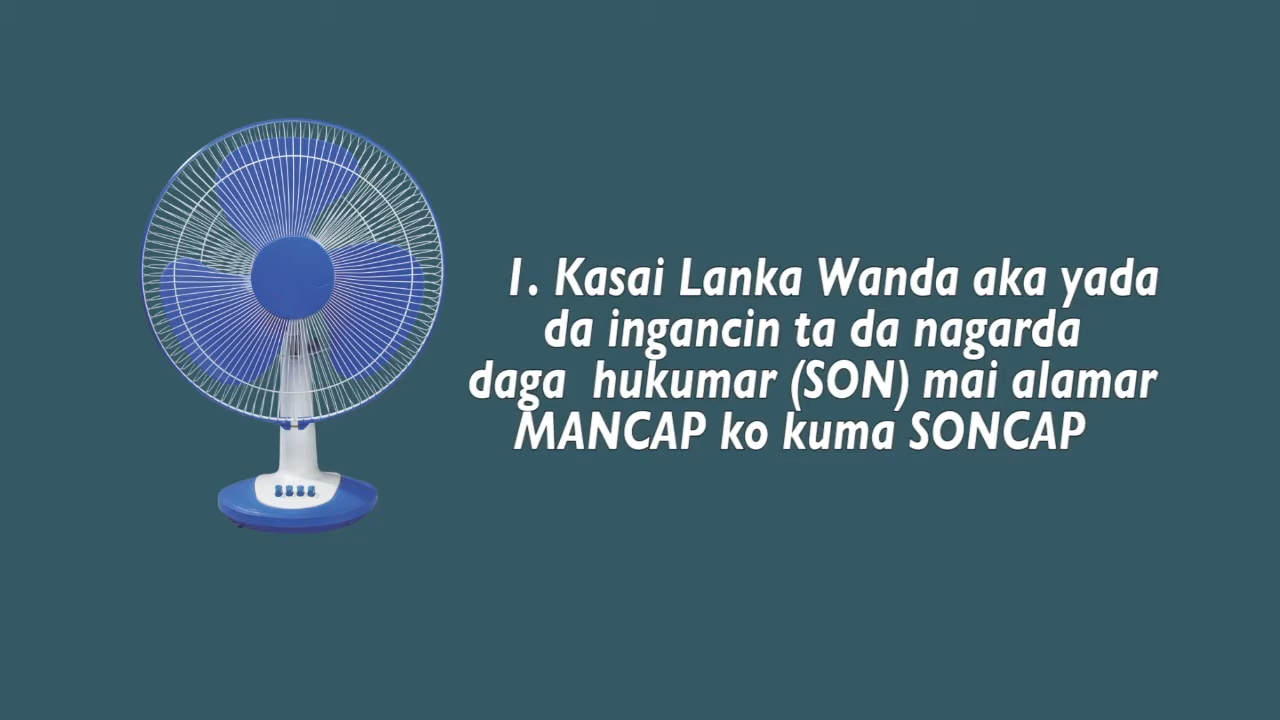 1. Kasai Lanka Wanda aka yada
da ingancin ta da nagarda
daga hukumar (SON) mai alamar
MANCAP ko kuma SONCAP